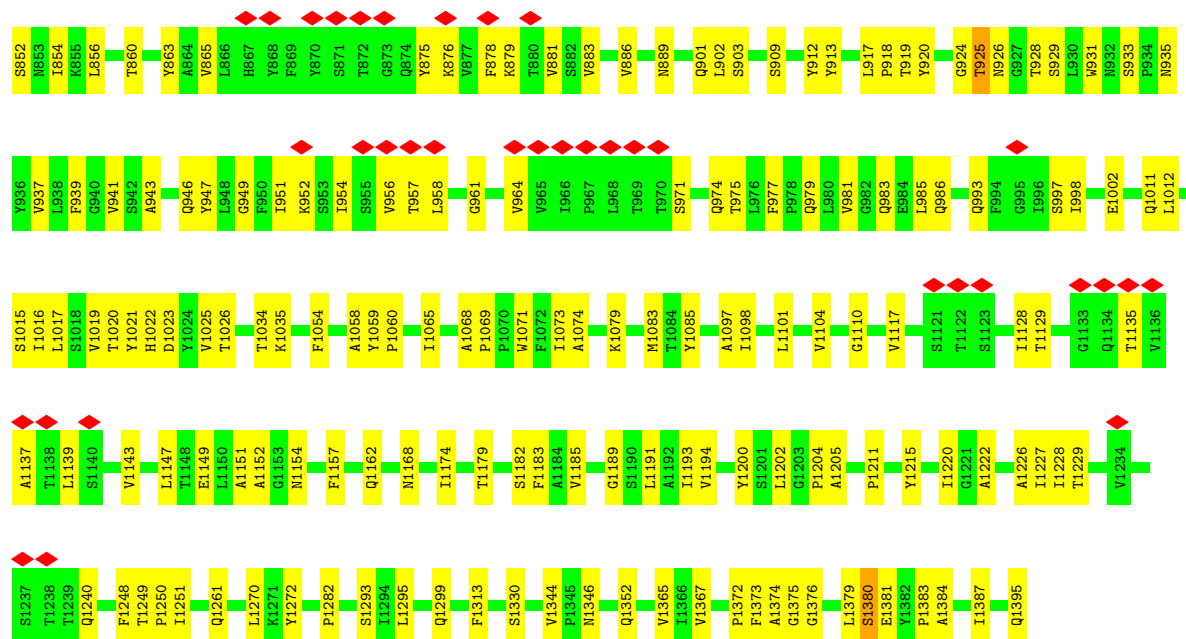 S852 N853 I854 K855 L856 T860 Y863 A864 V865 L866 H867 Y868 F869 Y870 S871 T872 G873 Q874 Y875 K876 V877 F878 K879 T880 V881 S882 V883 V886 N889 Q901 L902 S903 S909 Y912 Y913 L917 P918 T919 Y920 G924 T925 N926 G927 T928 S929 L930 W931 N932 S933 P934 N935
Y936 V937 L938 F939 G940 V941 S942 A943 Q946 Y947 L948 G949 F950 I951 K952 S953 I954 S955 V956 T957 L958 G961 V964 V965 I966 P967 L968 T969 T970 S971 Q974 T975 L976 F977 P978 Q979 L980 V981 G982 Q983 E984 L985 Q986 Q993 F994 G995 I996 S997 I998 E1002 Q1011 L1012
S1015 I1016 L1017 S1018 V1019 T1020 Y1021 H1022 D1023 Y1024 V1025 T1026 T1034 K1035 F1054 A1058 Y1059 P1060 I1065 A1068 P1069 P1070 W1071 F1072 I1073 A1074 K1079 M1083 T1084 Y1085 A1097 I1098 L1101 V1104 G1110 V1117 S1121 T1122 S1123 I1128 T1129 G1133 Q1134 T1135 V1136
A1137 T1138 L1139 S1140 V1143 L1147 T1148 E1149 L1150 A1151 A1152 G1153 N1154 F1157 Q1162 N1168 I1174 T1179 S1182 F1183 A1184 V1185 G1189 S1190 L1191 A1192 I1193 V1194 Y1200 S1201 L1202 G1203 P1204 A1205 P1211 Y1215 I1220 G1221 A1222 A1226 I1227 I1228 T1229 V1234
S1237 T1238 T1239 Q1240 F1248 T1249 P1250 I1251 Q1261 L1270 K1271 Y1272 P1282 S1293 I1294 L1295 Q1299 F1313 S1330 V1344 P1345 N1346 Q1352 V1365 I1366 V1367 P1372 F1373 A1374 G1375 G1376 L1379 S1380 E1381 Y1382 P1383 A1384 I1387 Q1395